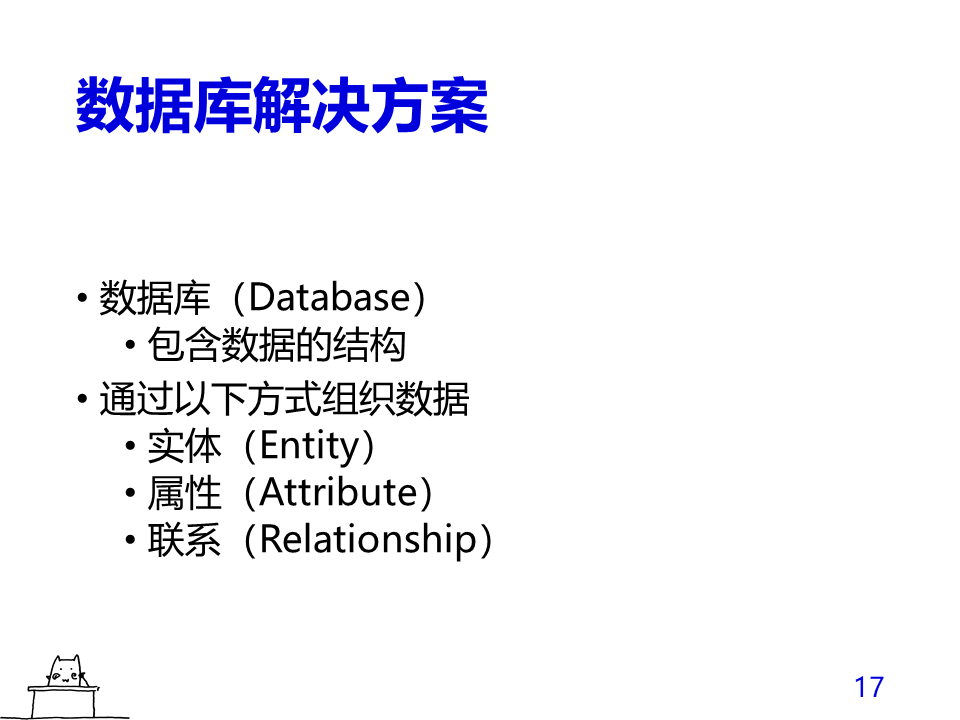 数据库解决方案
• 数据库（Database）
• 包含数据的结构
• 通过以下方式组织数据
• 实体（Entity）
• 属性（Attribute）
• 联系（Relationship）
17